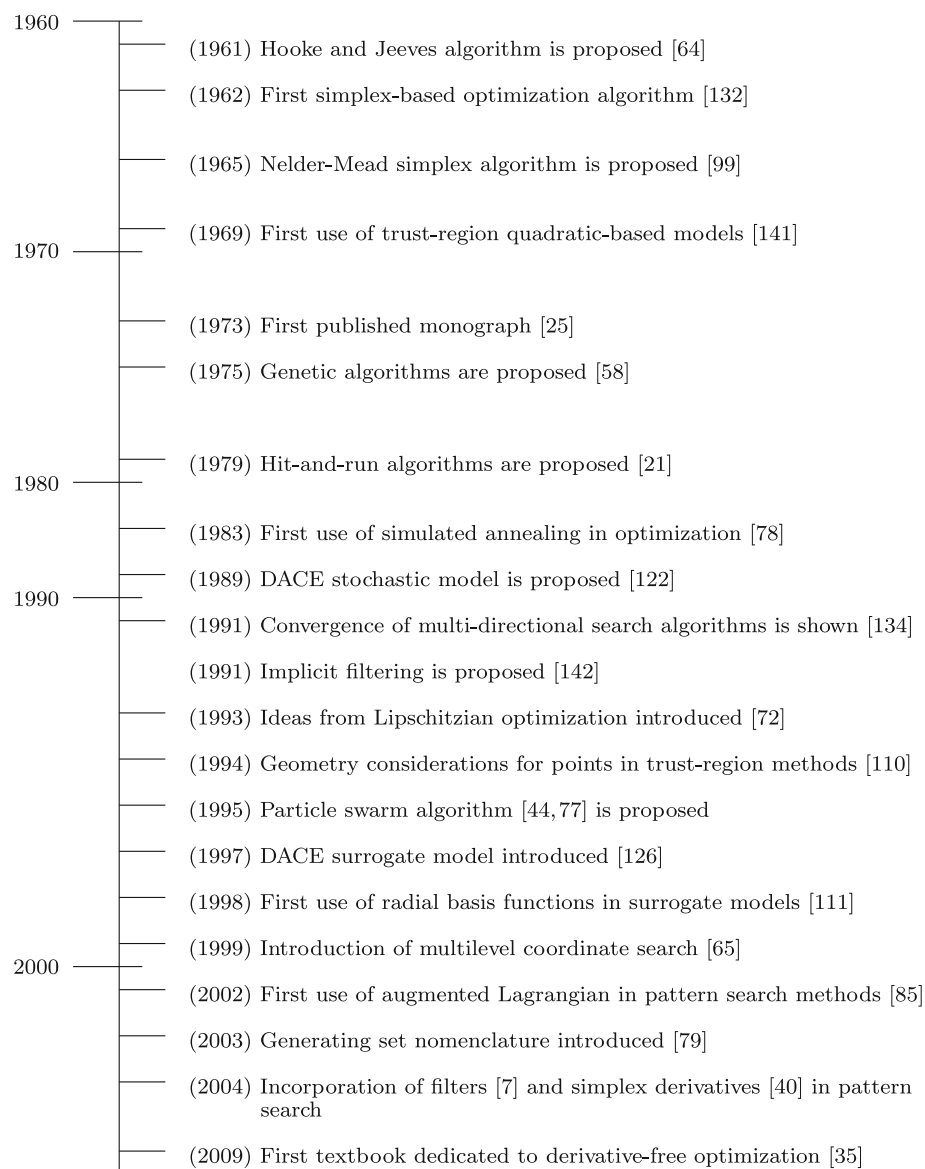 1960
(1961) Hooke and Jeeves algorithm is proposed [64]
(1962) First simplex-based optimization algorithm [132]
(1965) Nelder-Mead simplex algorithm is proposed [99]
(1969) First use of trust-region quadratic-based models [141]
1970
(1973) First published monograph [25]
(1975) Genetic algorithms are proposed [58]
(1979) Hit-and-run algorithms are proposed [21]
1980
(1983) First use of simulated annealing in optimization [78]
(1989) DACE stochastic model is proposed [122]
1990
(1991) Convergence of multi-directional search algorithms is shown [134]
(1991) Implicit filtering is proposed [142]
(1993) Ideas from Lipschitzian optimization introduced [72]
(1994) Geometry considerations for points in trust-region methods [110]
(1995) Particle swarm algorithm [44,77] is proposed
(1997) DACE surrogate model introduced [126]
(1998) First use of radial basis functions in surrogate models [111]
(1999) Introduction of multilevel coordinate search [65]
2000
(2002) First use of augmented Lagrangian in pattern search methods [85]
(2003) Generating set nomenclature introduced [79]
(2004) Incorporation of filters [7] and simplex derivatives [40] in pattern
search
(2009) First textbook dedicated to derivative-free optimization [35]